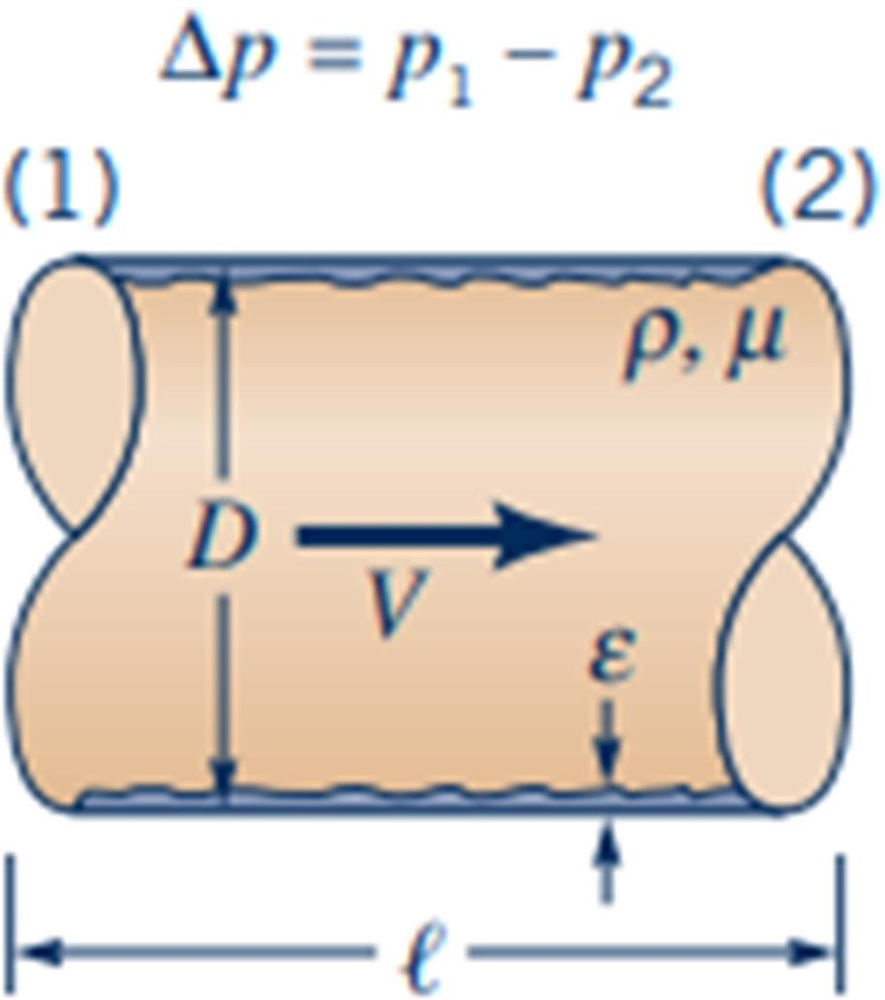 Δp = p₁ − p₂
(1) (2)
ρ, μ
D
V
ε
ℓ